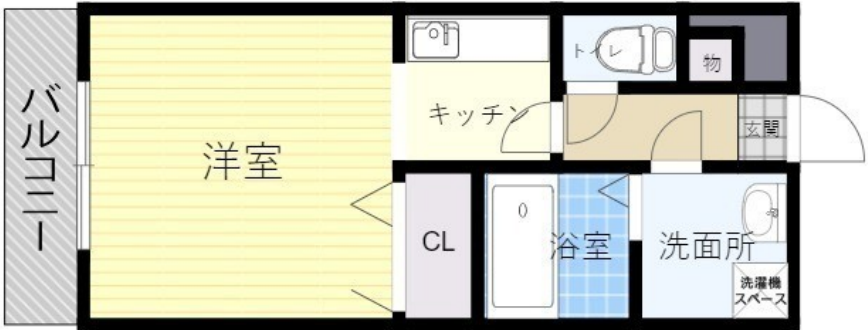 バルコニー
洋室
キッチン
トイレ
物
玄関
CL
浴室
洗面所
洗濯機
スペース